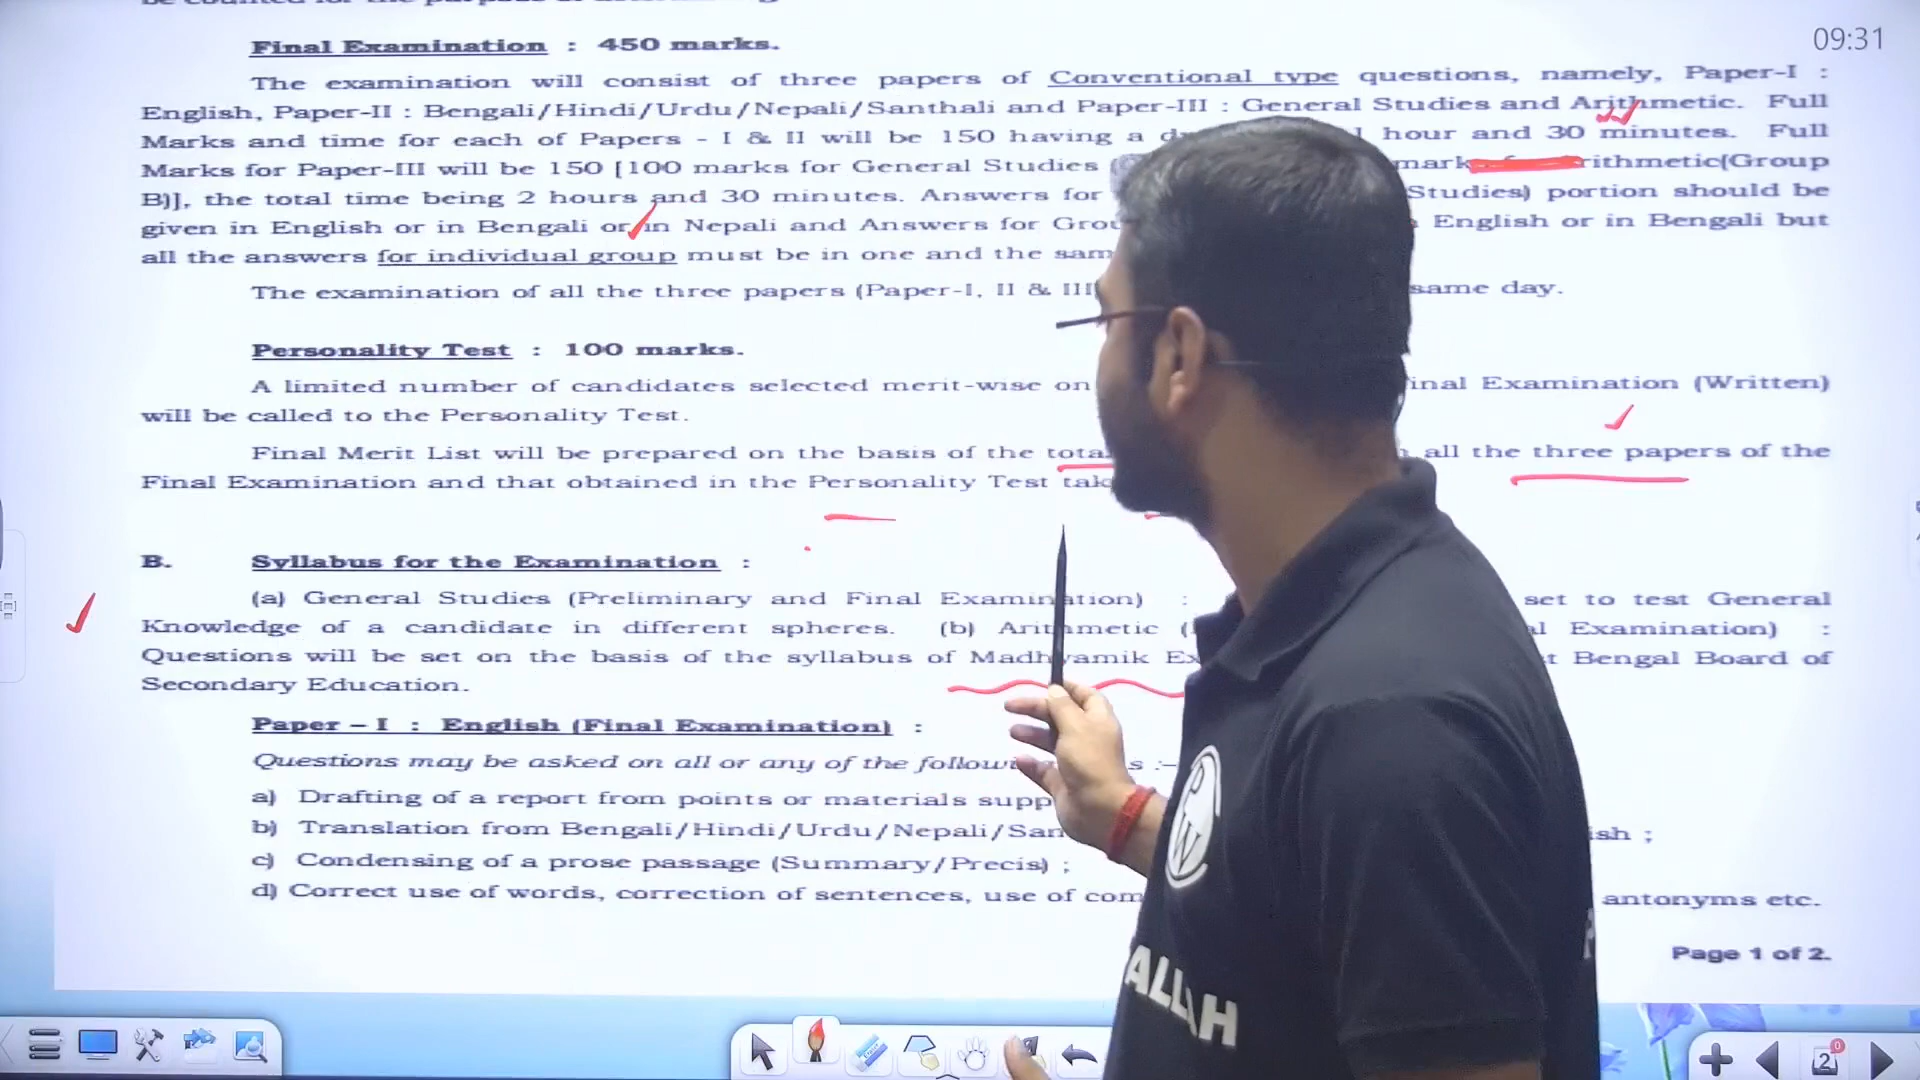 Final Examination : 450 marks.
09:31
The examination will consist of three papers of Conventional type questions, namely, Paper-I :
English, Paper-II : Bengali/Hindi/Urdu/Nepali/Santhali and Paper-III : General Studies and Arithmetic. Full
Marks and time for each of Papers - I & II will be 150 having a hour and 30 minutes. Full
Marks for Paper-III will be 150 [100 marks for General Studies rithmetic(Group
B)], the total time being 2 hours and 30 minutes. Answers for Studies) portion should be
given in English or in Bengali or in Nepali and Answers for English or in Bengali but
all the answers for individual group must be in one and the
The examination of all the three papers (Paper-I, II & III same day.
Personality Test : 100 marks.
A limited number of candidates selected merit-wise on inal Examination (Written)
will be called to the Personality Test.
Final Merit List will be prepared on the basis of the all the three papers of the
Final Examination and that obtained in the Personality Test
B. Syllabus for the Examination :
(a) General Studies (Preliminary and Final Examination) : set to test General
Knowledge of a candidate in different spheres. (b) Arithmetic Examination) :
Questions will be set on the basis of the syllabus of Madhyamik Bengal Board of
Secondary Education.
Paper – I : English (Final Examination) :
Questions may be asked on all or any of the s :-
a) Drafting of a report from points or materials
b) Translation from Bengali/Hindi/Urdu/Nepali/ ish ;
c) Condensing of a prose passage (Summary/Precis) ;
d) Correct use of words, correction of sentences, use of antonyms etc.
Page 1 of 2.
W
ALLAH
2
0